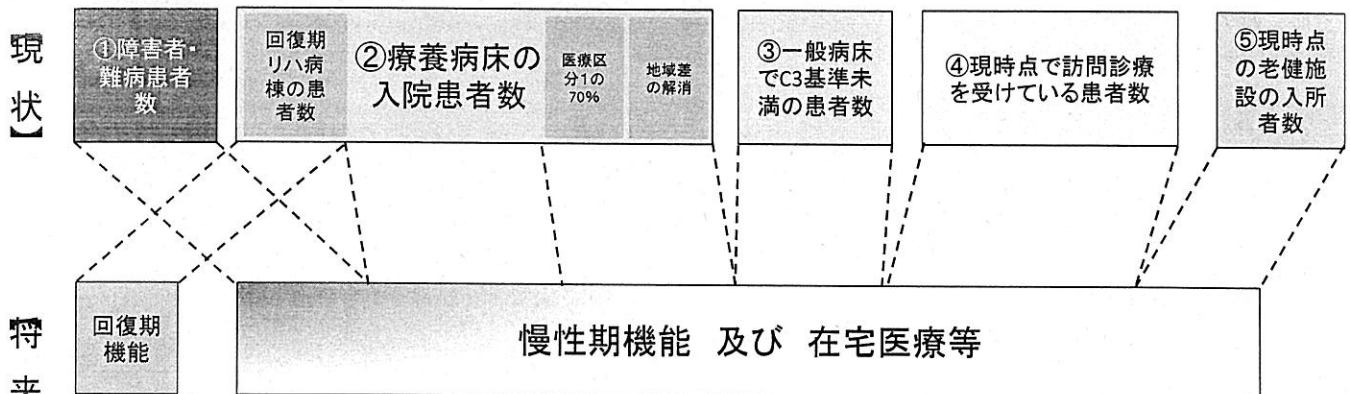 【現状】
①障害者・
難病患者
数
回復期
リハ病
棟の患
者数
②療養病床の
入院患者数
医療区
分1の
70%
地域差
の解消
③一般病床
でC3基準未
満の患者数
④現時点で訪問診療
を受けている患者数
⑤現時点
の老健施
設の入所
者数
【将来
回復期
機能
慢性期機能 及び 在宅医療等